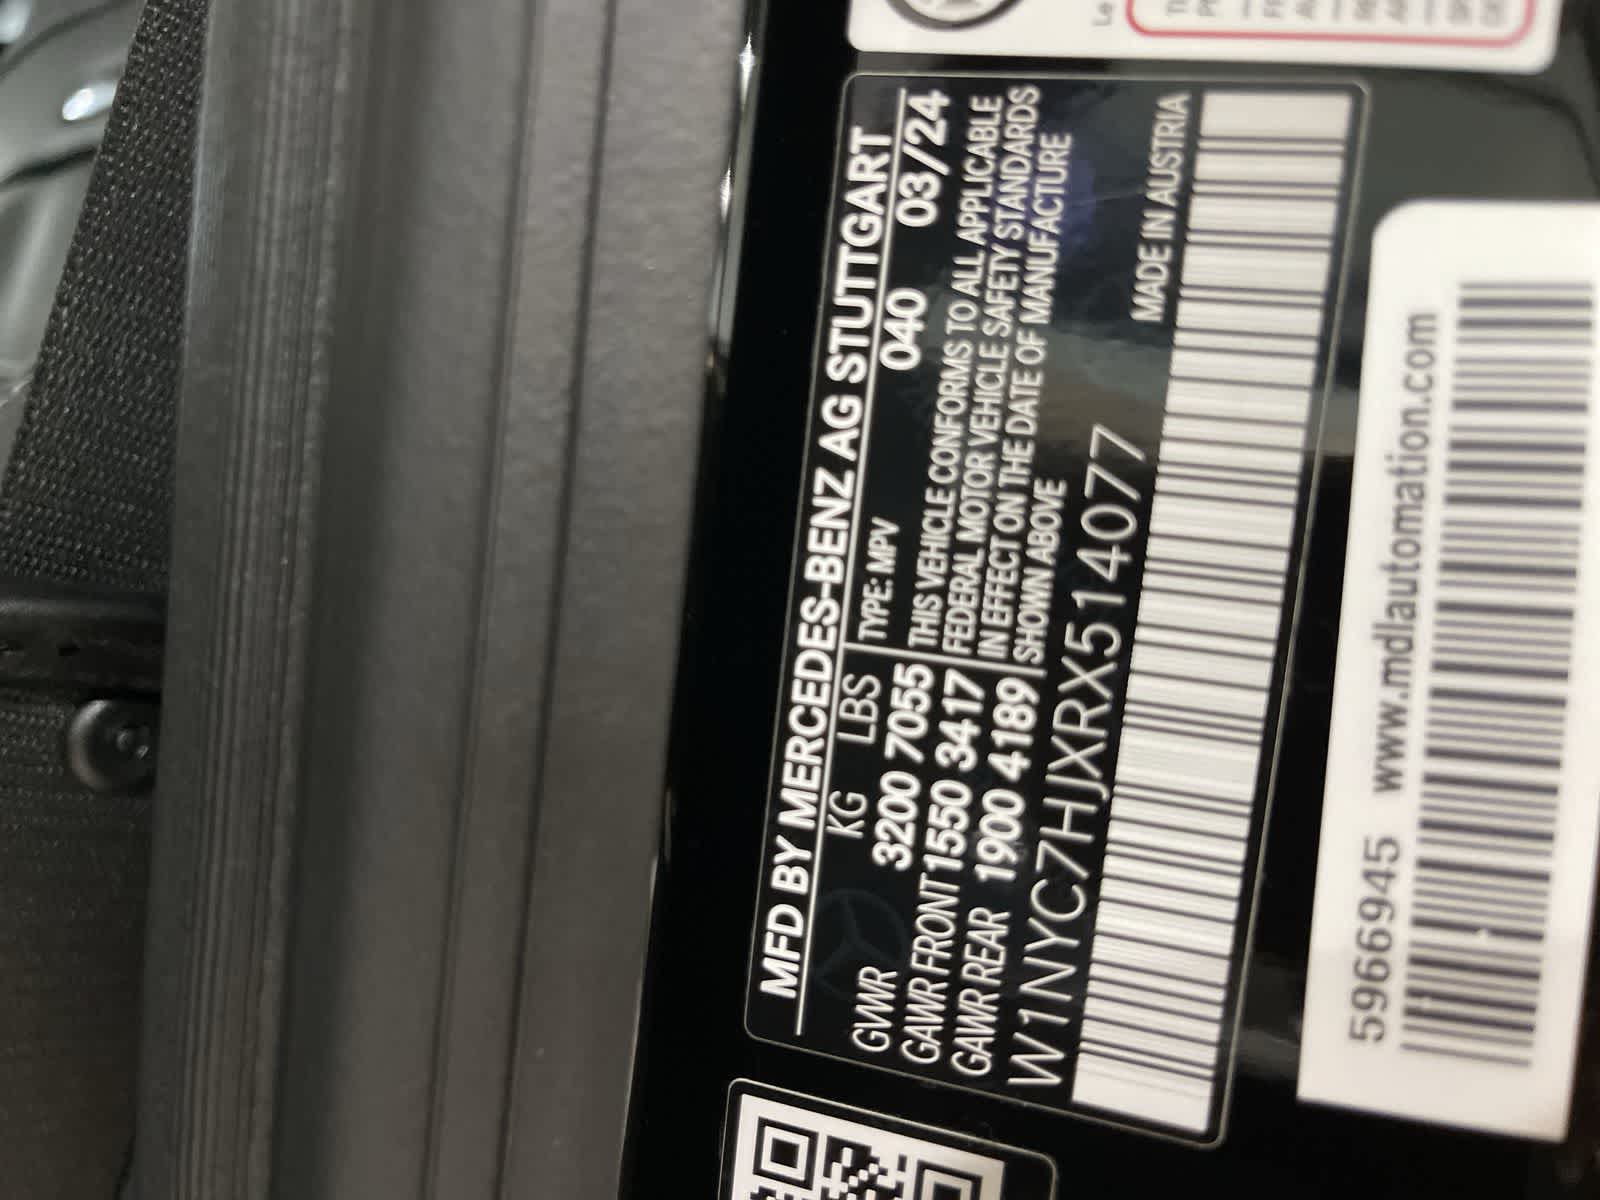 MFD BY MERCEDES-BENZ AG STUTTGART
KG LBS TYPE: MPV 040 03/24
GVWR 3200 7055
GAWR FRONT 1550 3417
GAWR REAR 1900 4189
THIS VEHICLE CONFORMS TO ALL APPLICABLE
FEDERAL MOTOR VEHICLE SAFETY STANDARDS
IN EFFECT ON THE DATE OF MANUFACTURE
SHOWN ABOVE
W1NYC7HJXRX514077
MADE IN AUSTRIA
5966945 www.mdlautomation.com
Le